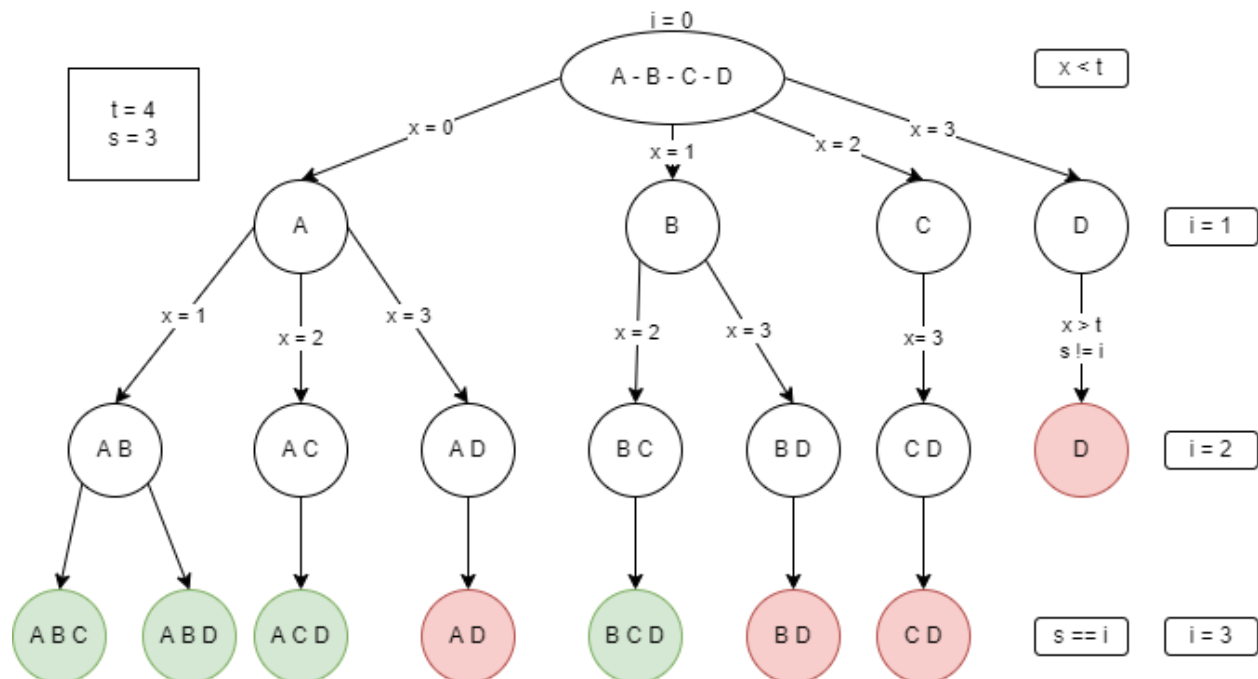 i = 0
A - B - C - D
x < t
t = 4
s = 3
x = 0
x = 1
x = 2
x = 3
A
B
C
D
i = 1
x = 1
x = 2
x = 3
x = 2
x = 3
x= 3
x > t
s != i
A B
A C
A D
B C
B D
C D
D
i = 2
A B C
A B D
A C D
A D
B C D
B D
C D
s == i
i = 3